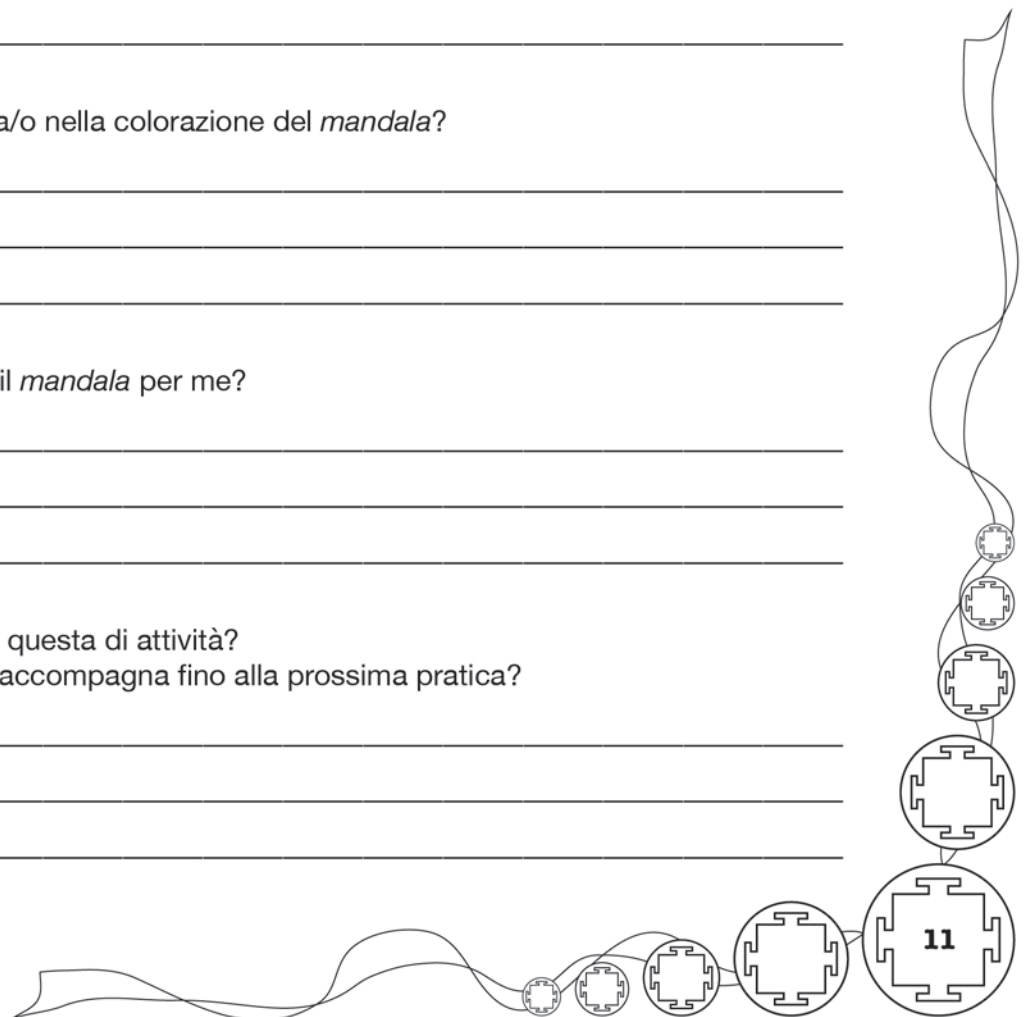 a/o nella colorazione del mandala?
il mandala per me?
questa di attività?
accompagna fino alla prossima pratica?
11